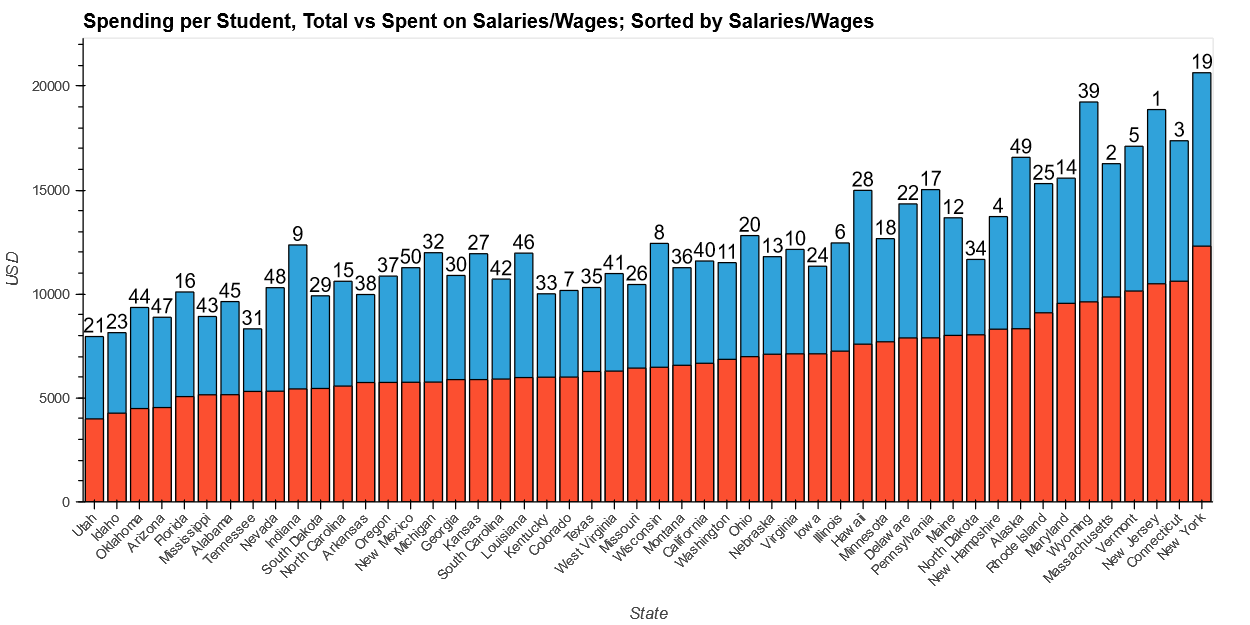 Spending per Student, Total vs Spent on Salaries/Wages; Sorted by Salaries/Wages
USD
20000
15000
10000
5000
0
21
23
44
47
16
43
45
31
48
9
29
15
38
37
50
32
30
27
42
46
33
7
35
41
26
8
36
40
11
20
13
10
24
6
28
18
22
17
12
34
4
49
25
14
39
2
5
1
3
19
Utah
Idaho
Oklahoma
Arizona
Florida
Mississippi
Alabama
Tennessee
Nevada
Indiana
South Dakota
North Carolina
Arkansas
Oregon
New Mexico
Michigan
Georgia
Kansas
South Carolina
Louisiana
Kentucky
Colorado
Texas
West Virginia
Missouri
Wisconsin
Montana
California
Washington
Ohio
Nebraska
Virginia
Iowa
Illinois
Hawaii
Minnesota
Delaware
Pennsylvania
Maine
North Dakota
New Hampshire
Alaska
Rhode Island
Maryland
Wyoming
Massachusetts
Vermont
New Jersey
Connecticut
New York
State